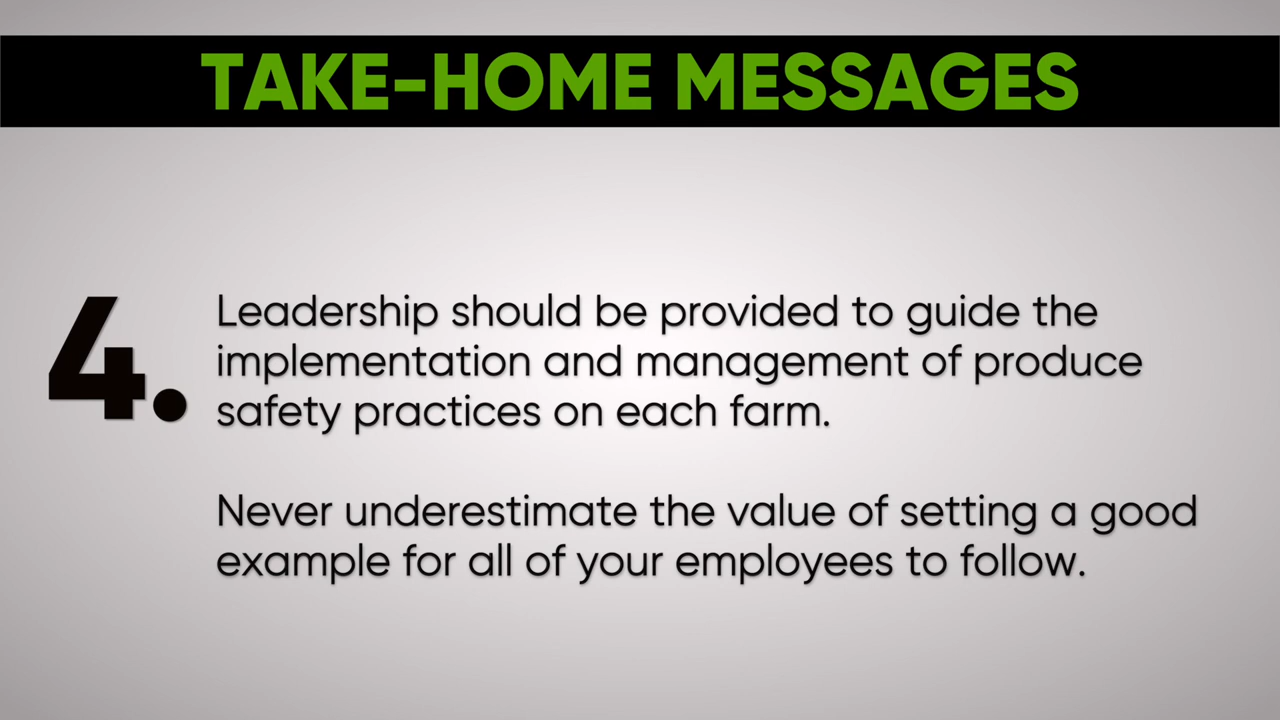 TAKE-HOME MESSAGES
4.
Leadership should be provided to guide the
implementation and management of produce
safety practices on each farm.
Never underestimate the value of setting a good
example for all of your employees to follow.